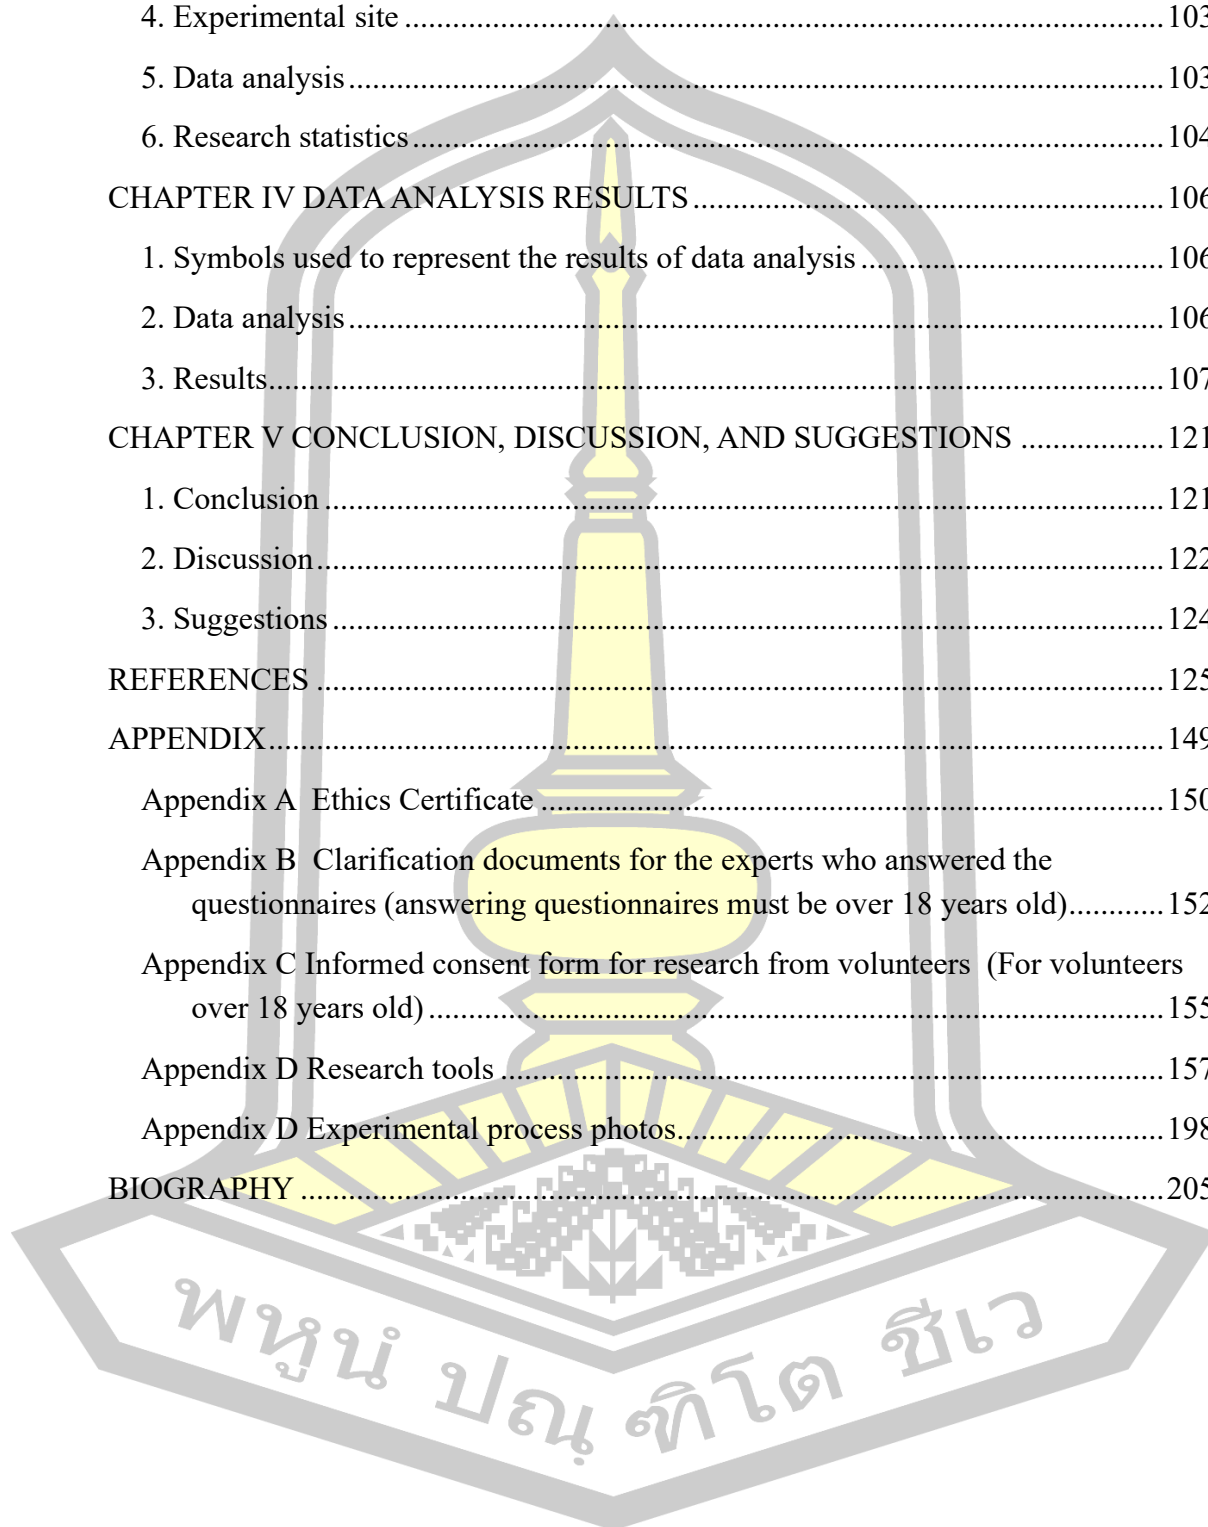 4. Experimental site ........ 103
5. Data analysis ........ 103
6. Research statistics ........ 104
CHAPTER IV DATA ANALYSIS RESULTS ........ 106
1. Symbols used to represent the results of data analysis ........ 106
2. Data analysis ........ 106
3. Results ........ 107
CHAPTER V CONCLUSION, DISCUSSION, AND SUGGESTIONS ........ 121
1. Conclusion ........ 121
2. Discussion ........ 122
3. Suggestions ........ 124
REFERENCES ........ 125
APPENDIX ........ 149
Appendix A  Ethics Certificate ........ 150
Appendix B  Clarification documents for the experts who answered the
questionnaires (answering questionnaires must be over 18 years old) ........ 152
Appendix C Informed consent form for research from volunteers  (For volunteers
over 18 years old) ........ 155
Appendix D Research tools ........ 157
Appendix D Experimental process photos ........ 198
BIOGRAPHY ........ 205
พหูนํ ปณฺฑิโต ชีเว